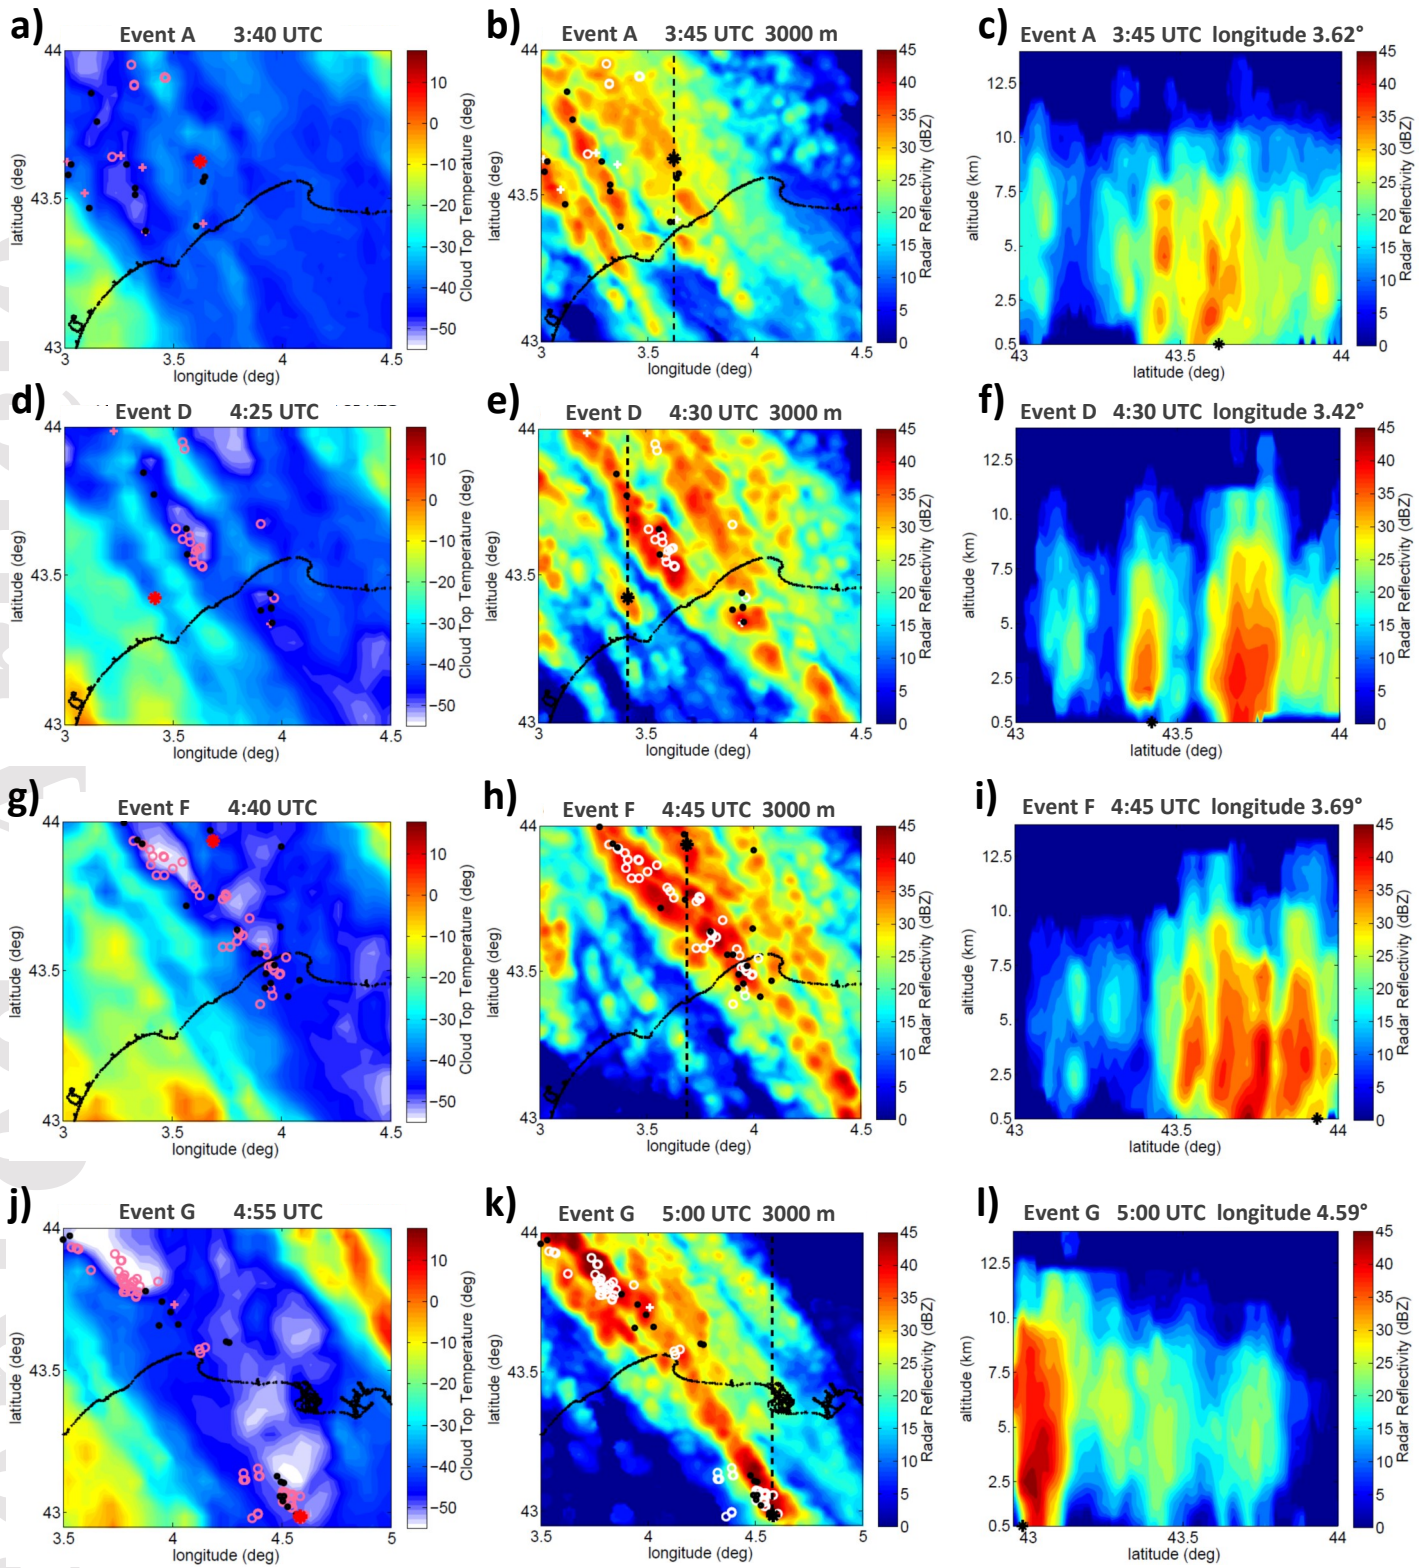 a) Event A 3:40 UTC
44
43.5
43
3 3.5 4 4.5
latitude (deg)
longitude (deg)
10
0
−10
−20
−30
−40
−50
Cloud Top Temperature (deg)
b) Event A 3:45 UTC 3000 m
44
43.5
43
3 3.5 4 4.5
latitude (deg)
longitude (deg)
45
40
35
30
25
20
15
10
5
0
Radar Reflectivity (dBZ)
c) Event A 3:45 UTC longitude 3.62°
12.5
10.
7.5
5.
2.5
0.5
43 43.5 44
altitude (km)
latitude (deg)
45
40
35
30
25
20
15
10
5
0
Radar Reflectivity (dBZ)
d) Event D 4:25 UTC
44
43.5
43
3 3.5 4 4.5
latitude (deg)
longitude (deg)
10
0
−10
−20
−30
−40
−50
Cloud Top Temperature (deg)
e) Event D 4:30 UTC 3000 m
44
43.5
43
3 3.5 4 4.5
latitude (deg)
longitude (deg)
45
40
35
30
25
20
15
10
5
0
Radar Reflectivity (dBZ)
f) Event D 4:30 UTC longitude 3.42°
12.5
10.
7.5
5.
2.5
0.5
43 43.5 44
altitude (km)
latitude (deg)
45
40
35
30
25
20
15
10
5
0
Radar Reflectivity (dBZ)
g) Event F 4:40 UTC
44
43.5
43
3 3.5 4 4.5
latitude (deg)
longitude (deg)
10
0
−10
−20
−30
−40
−50
Cloud Top Temperature (deg)
h) Event F 4:45 UTC 3000 m
44
43.5
43
3 3.5 4 4.5
latitude (deg)
longitude (deg)
45
40
35
30
25
20
15
10
5
0
Radar Reflectivity (dBZ)
i) Event F 4:45 UTC longitude 3.69°
12.5
10.
7.5
5.
2.5
0.5
43 43.5 44
altitude (km)
latitude (deg)
45
40
35
30
25
20
15
10
5
0
Radar Reflectivity (dBZ)
j) Event G 4:55 UTC
44
43.5
43
3.5 4 4.5 5
latitude (deg)
longitude (deg)
10
0
−10
−20
−30
−40
−50
Cloud Top Temperature (deg)
k) Event G 5:00 UTC 3000 m
44
43.5
43
3.5 4 4.5 5
latitude (deg)
longitude (deg)
45
40
35
30
25
20
15
10
5
0
Radar Reflectivity (dBZ)
l) Event G 5:00 UTC longitude 4.59°
12.5
10.
7.5
5.
2.5
0.5
43 43.5 44
altitude (km)
latitude (deg)
45
40
35
30
25
20
15
10
5
0
Radar Reflectivity (dBZ)